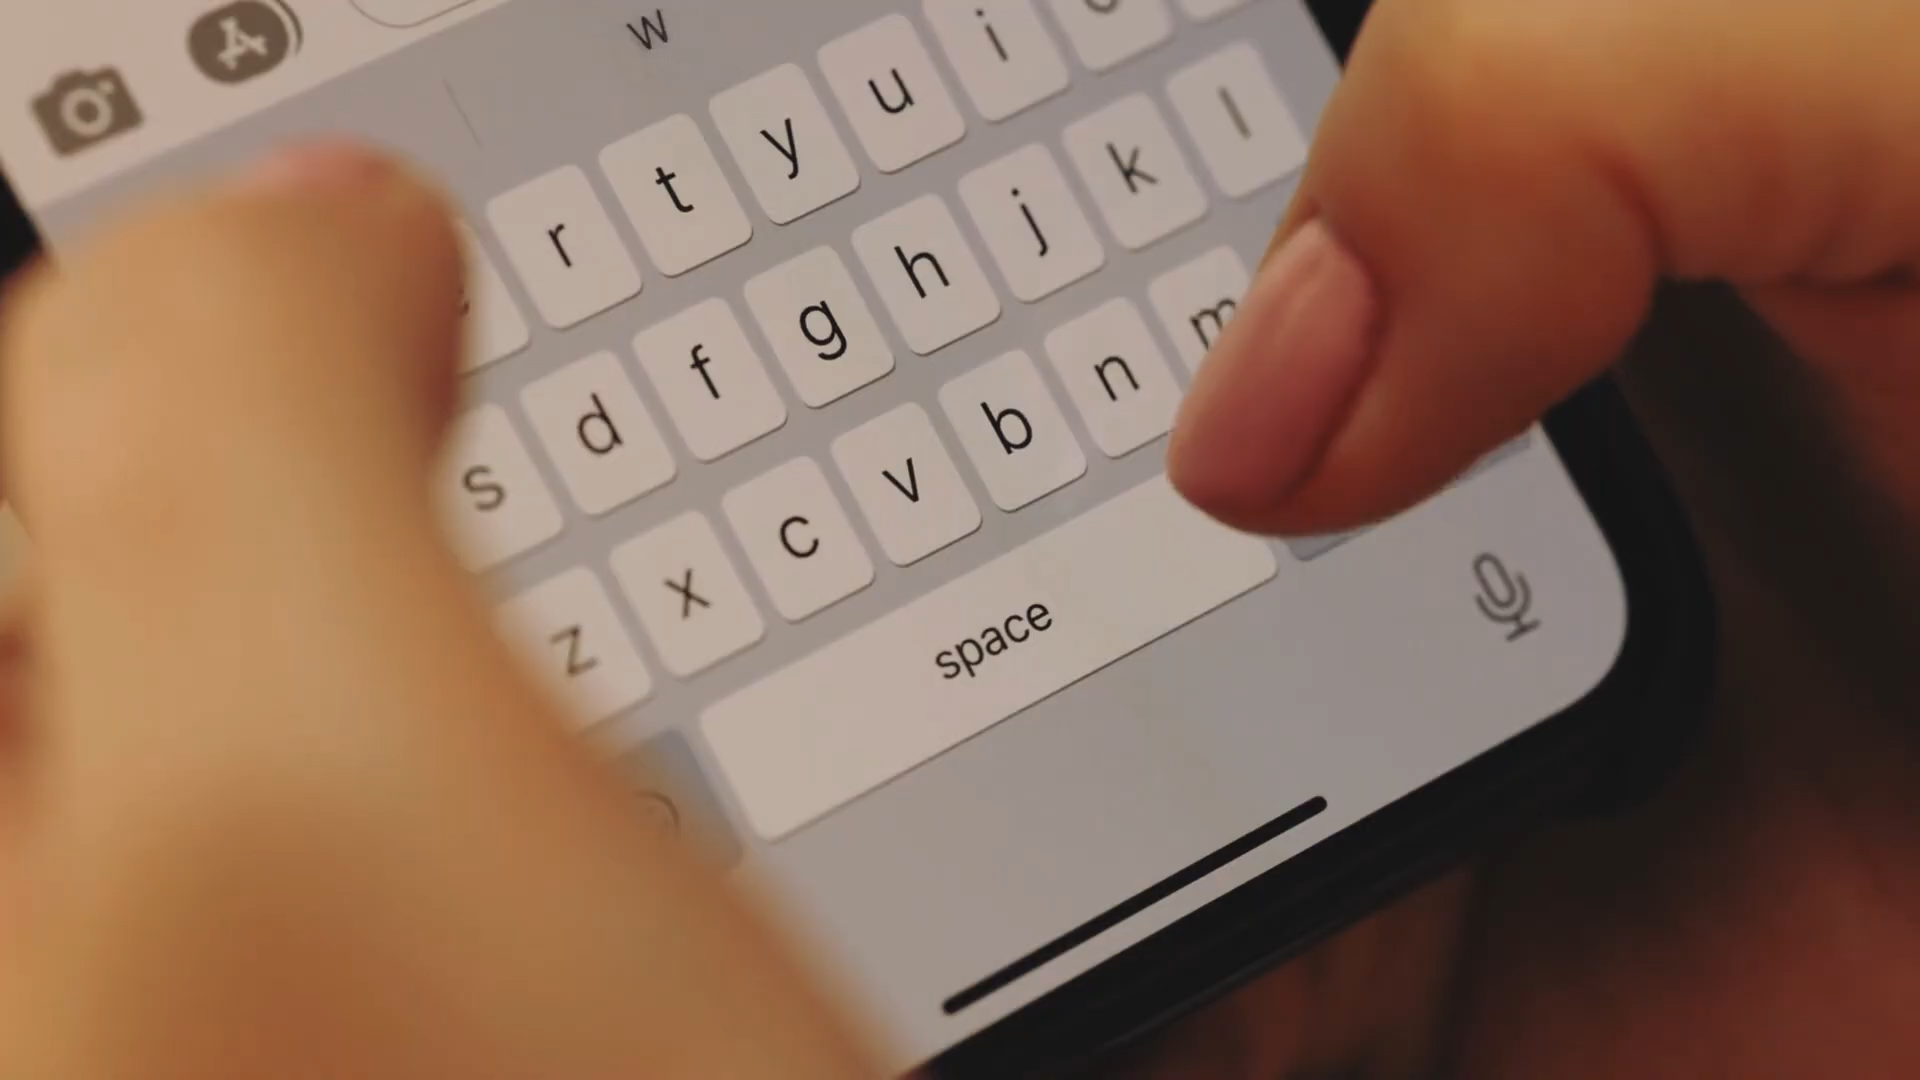 w
r t y u i
s d f g h j k l
z x c v b n m
space